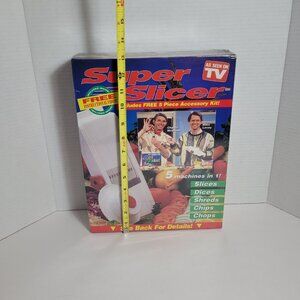 AS SEEN ON
TV
Super
Slicer
FREE
Includes FREE 5 Piece Accessory Kit!
5 machines in 1!
Slices
Dices
Shreds
Chips
Chops
Back For Details!